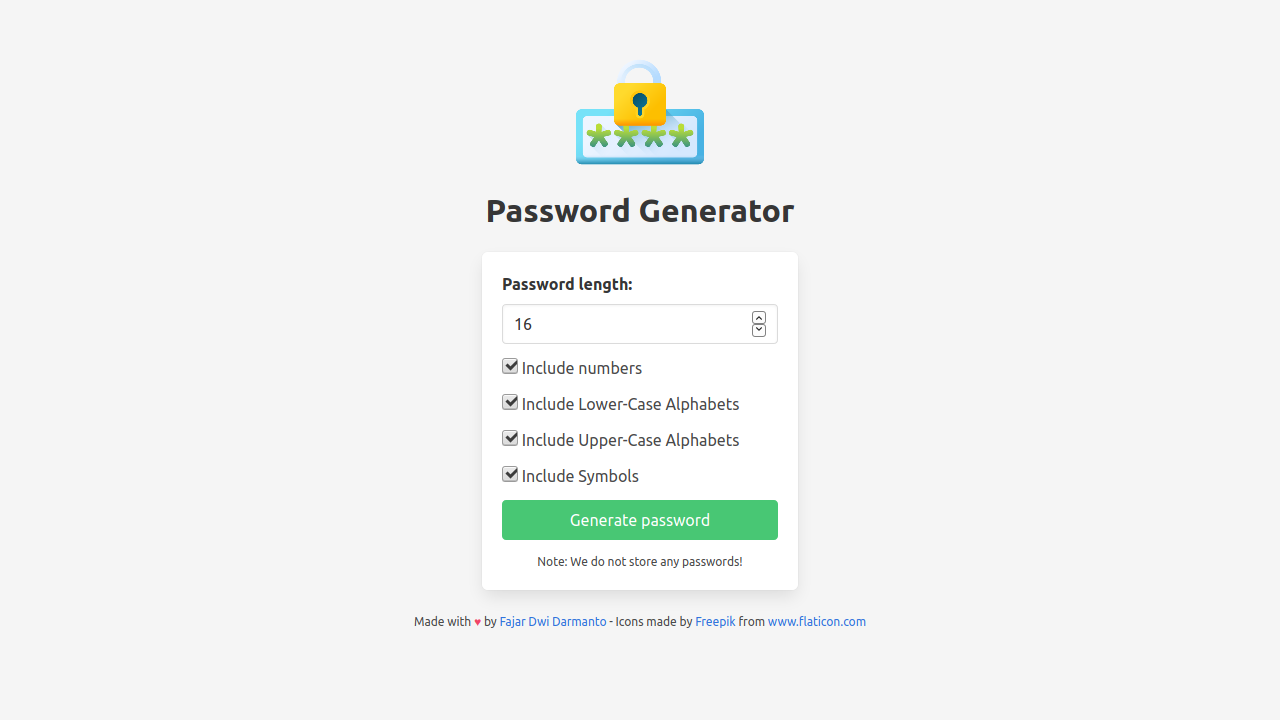 Password Generator
Password length:
16
Include numbers
Include Lower-Case Alphabets
Include Upper-Case Alphabets
Include Symbols
Generate password
Note: We do not store any passwords!
Made with ♥ by Fajar Dwi Darmanto - Icons made by Freepik from www.flaticon.com